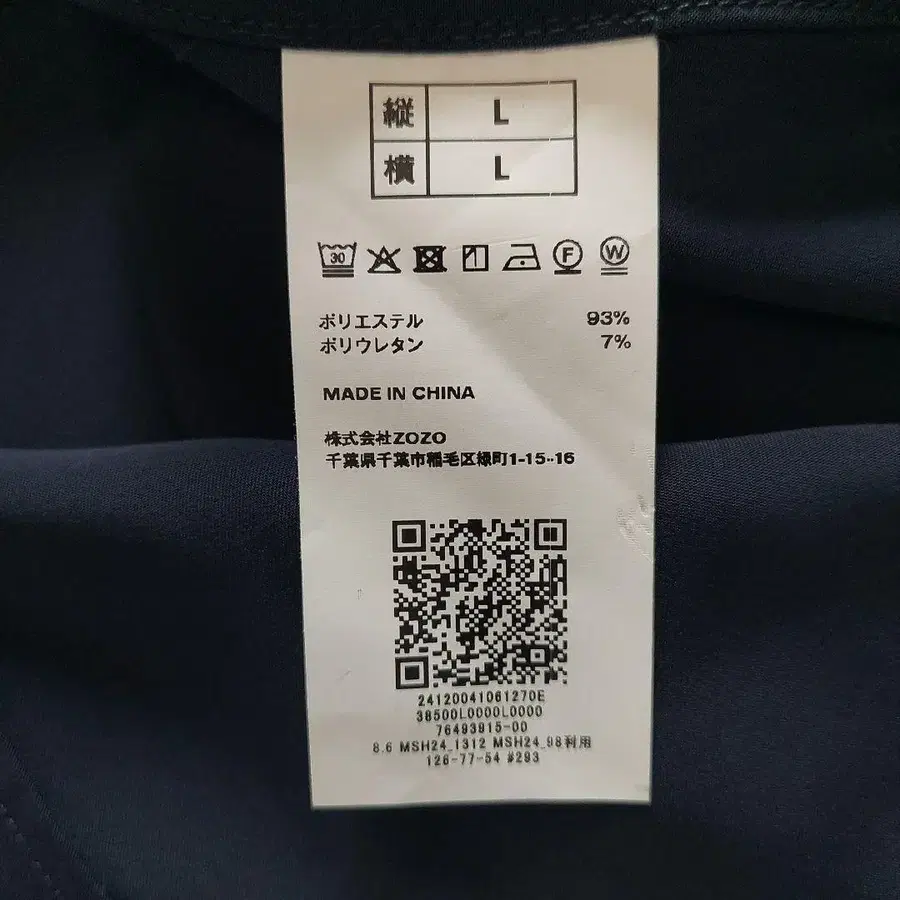 縦 L
横 L
30 F W
ポリエステル 93%
ポリウレタン 7%
MADE IN CHINA
株式会社ZOZO
千葉県千葉市稲毛区緑町1-15-16
24120041061270E
38500L0000L0000
76493915-00
8.6 MSH24_1312 MSH24_98利用
126-77-54 #293